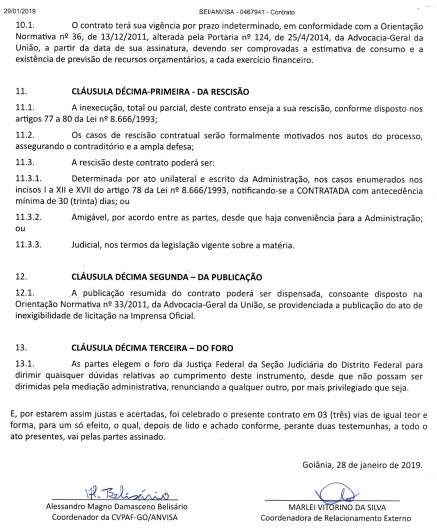 29/01/2019 SEI/ANVISA - 0467941 - Contrato
10.1. O contrato terá sua vigência por prazo indeterminado, em conformidade com a Orientação
Normativa nº 36, de 13/12/2011, alterada pela Portaria nº 124, de 25/4/2014, da Advocacia-Geral da
União, a partir da data de sua assinatura, devendo ser comprovadas a estimativa de consumo e a
existência de previsão de recursos orçamentários, a cada exercício financeiro.
11. CLÁUSULA DÉCIMA-PRIMEIRA - DA RESCISÃO
11.1. A inexecução, total ou parcial, deste contrato enseja a sua rescisão, conforme disposto nos
artigos 77 a 80 da Lei nº 8.666/1993;
11.2. Os casos de rescisão contratual serão formalmente motivados nos autos do processo,
assegurando o contraditório e a ampla defesa;
11.3. A rescisão deste contrato poderá ser:
11.3.1. Determinada por ato unilateral e escrito da Administração, nos casos enumerados nos
incisos I a XII e XVII do artigo 78 da Lei nº 8.666/1993, notificando-se a CONTRATADA com antecedência
mínima de 30 (trinta) dias; ou
11.3.2. Amigável, por acordo entre as partes, desde que haja conveniência para a Administração;
ou
11.3.3. Judicial, nos termos da legislação vigente sobre a matéria.
12. CLÁUSULA DÉCIMA SEGUNDA – DA PUBLICAÇÃO
12.1. A publicação resumida do contrato poderá ser dispensada, consoante disposto na
Orientação Normativa nº 33/2011, da Advocacia-Geral da União, se providenciada a publicação do ato de
inexigibilidade de licitação na Imprensa Oficial.
13. CLÁUSULA DÉCIMA TERCEIRA – DO FORO
13.1. As partes elegem o foro da Justiça Federal da Seção Judiciária do Distrito Federal para
dirimir quaisquer dúvidas relativas ao cumprimento deste instrumento, desde que não possam ser
dirimidas pela mediação administrativa, renunciando a qualquer outro, por mais privilegiado que seja.
E, por estarem assim justas e acertadas, foi celebrado o presente contrato em 03 (três) vias de igual teor e
forma, para um só efeito, o qual, depois de lido e achado conforme, perante duas testemunhas, a todo o
ato presentes, vai pelas partes assinado.
Goiânia, 28 de janeiro de 2019.
Belisário
Alessandro Magno Damasceno Belisário
Coordenador da CVPAF-GO/ANVISA
MARLEI VITORINO DA SILVA
Coordenadora de Relacionamento Externo